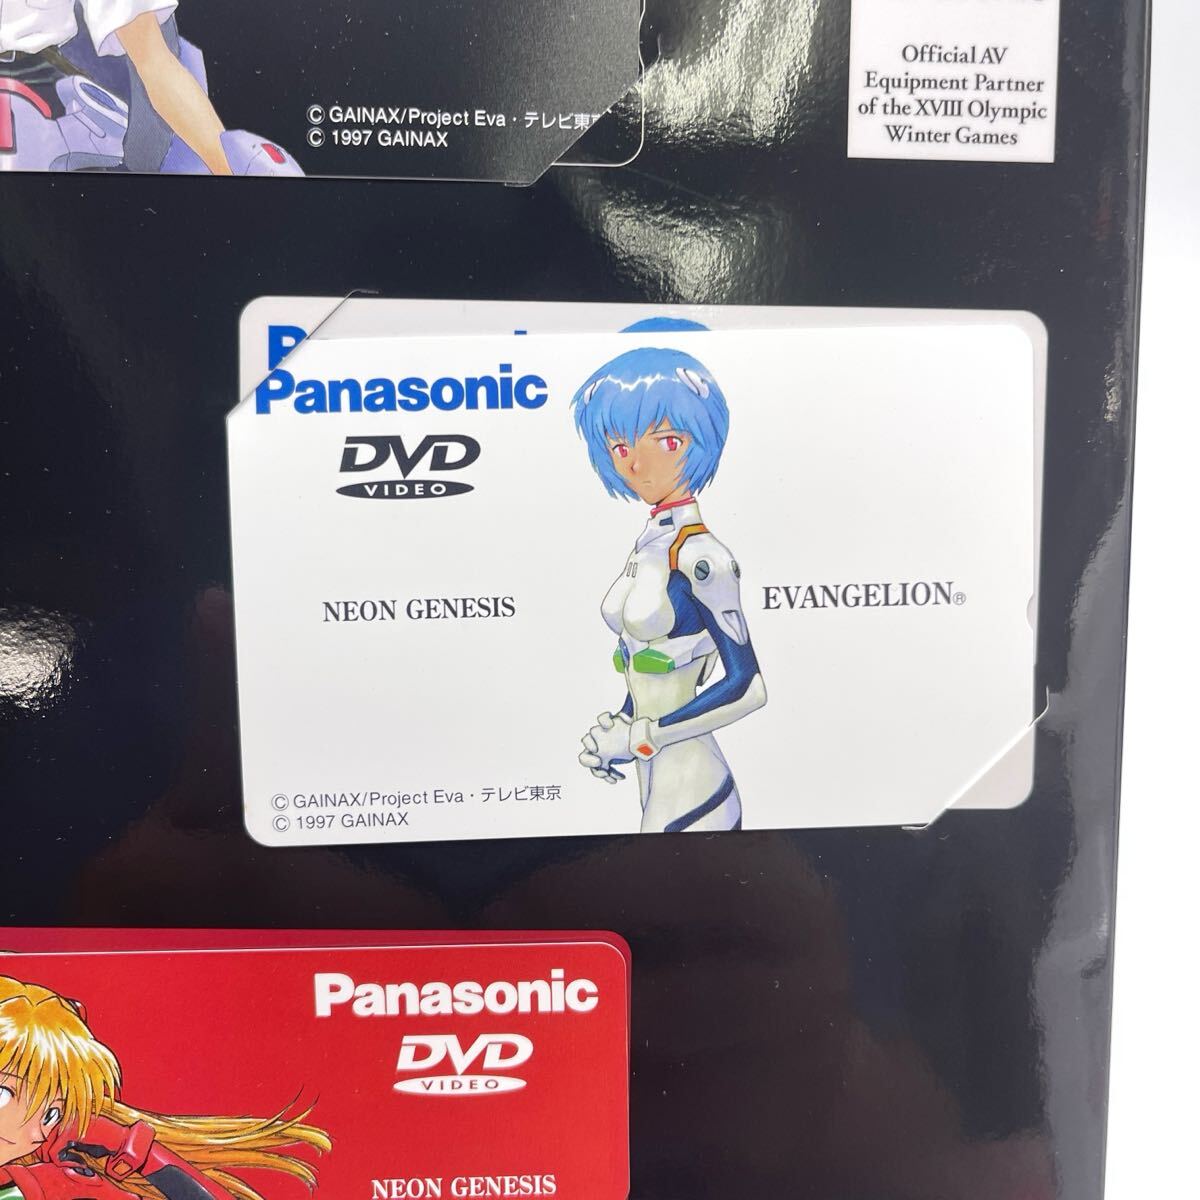 © GAINAX/Project Eva・テレビ東
© 1997 GAINAX
Official AV
Equipment Partner
of the XVIII Olympic
Winter Games
Panasonic
DVD
VIDEO
NEON GENESIS
EVANGELION®
00
© GAINAX/Project Eva・テレビ東京
© 1997 GAINAX
Panasonic
DVD
VIDEO
NEON GENESIS